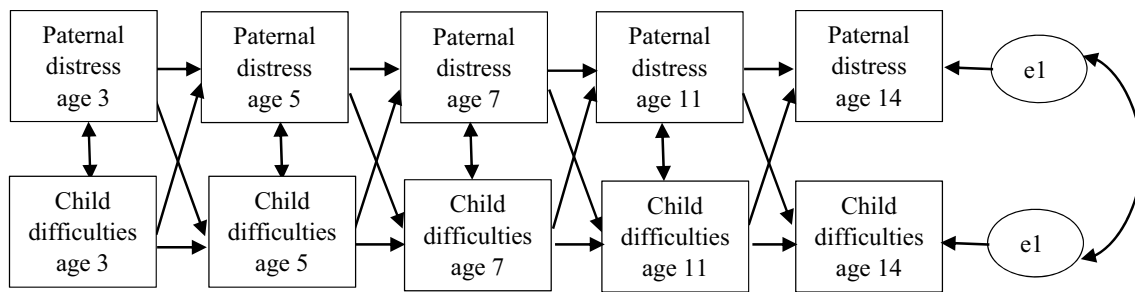 Paternal
distress
age 3
Paternal
distress
age 5
Paternal
distress
age 7
Paternal
distress
age 11
Paternal
distress
age 14
e1
Child
difficulties
age 3
Child
difficulties
age 5
Child
difficulties
age 7
Child
difficulties
age 11
Child
difficulties
age 14
e1